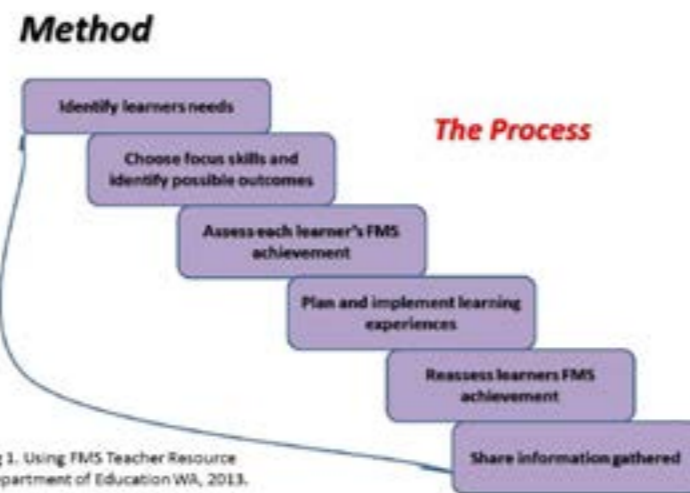 Method
The Process
Identify learners needs
Choose focus skills and
identify possible outcomes
Assess each learner's FMS
achievement
Plan and implement learning
experiences
Reassess learners FMS
achievement
Share information gathered
g 1. Using FMS Teacher Resource
partment of Education WA, 2013.